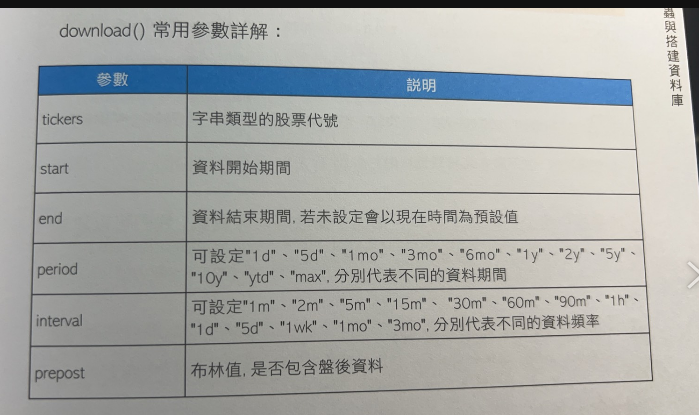 download() 常用參數詳解：
蟲與搭建資料庫
參數 說明
tickers 字串類型的股票代號
start 資料開始期間
end 資料結束期間, 若未設定會以現在時間為預設值
period 可設定"1d"、"5d"、"1mo"、"3mo"、"6mo"、"1y"、"2y"、"5y"、
"10y"、"ytd"、"max", 分別代表不同的資料期間
interval 可設定"1m"、"2m"、"5m"、"15m"、 "30m"、"60m"、"90m"、"1h"、
"1d"、"5d"、"1wk"、"1mo"、"3mo", 分別代表不同的資料頻率
prepost 布林值, 是否包含盤後資料